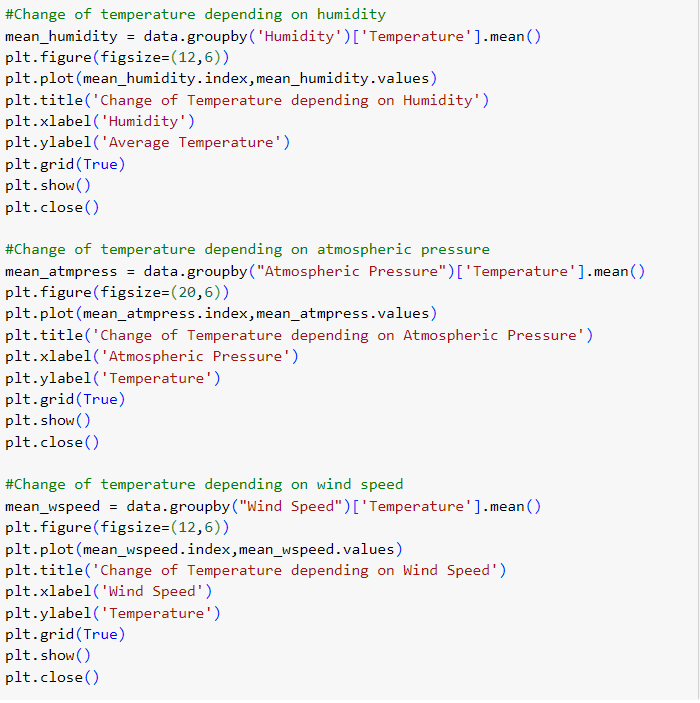 #Change of temperature depending on humidity
mean_humidity = data.groupby('Humidity')['Temperature'].mean()
plt.figure(figsize=(12,6))
plt.plot(mean_humidity.index,mean_humidity.values)
plt.title('Change of Temperature depending on Humidity')
plt.xlabel('Humidity')
plt.ylabel('Average Temperature')
plt.grid(True)
plt.show()
plt.close()

#Change of temperature depending on atmospheric pressure
mean_atmpress = data.groupby("Atmospheric Pressure")['Temperature'].mean()
plt.figure(figsize=(20,6))
plt.plot(mean_atmpress.index,mean_atmpress.values)
plt.title('Change of Temperature depending on Atmospheric Pressure')
plt.xlabel('Atmospheric Pressure')
plt.ylabel('Temperature')
plt.grid(True)
plt.show()
plt.close()

#Change of temperature depending on wind speed
mean_wspeed = data.groupby("Wind Speed")['Temperature'].mean()
plt.figure(figsize=(12,6))
plt.plot(mean_wspeed.index,mean_wspeed.values)
plt.title('Change of Temperature depending on Wind Speed')
plt.xlabel('Wind Speed')
plt.ylabel('Temperature')
plt.grid(True)
plt.show()
plt.close()